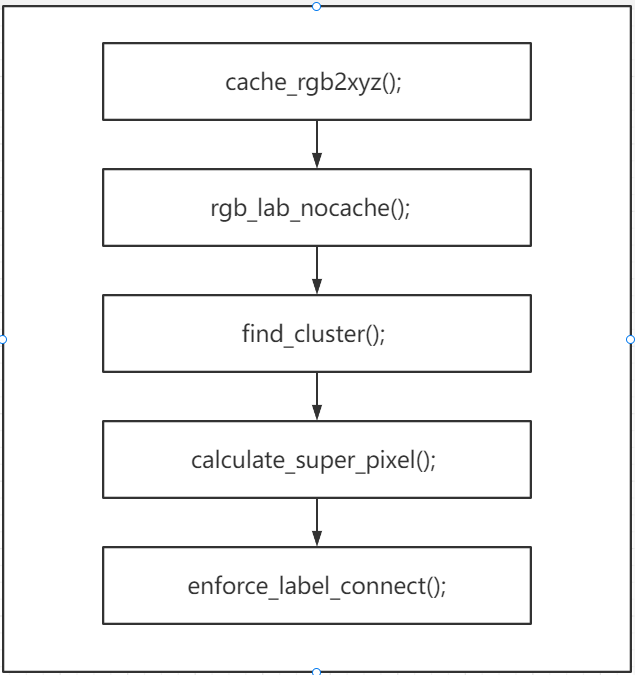 cache_rgb2xyz();
rgb_lab_nocache();
find_cluster();
calculate_super_pixel();
enforce_label_connect();